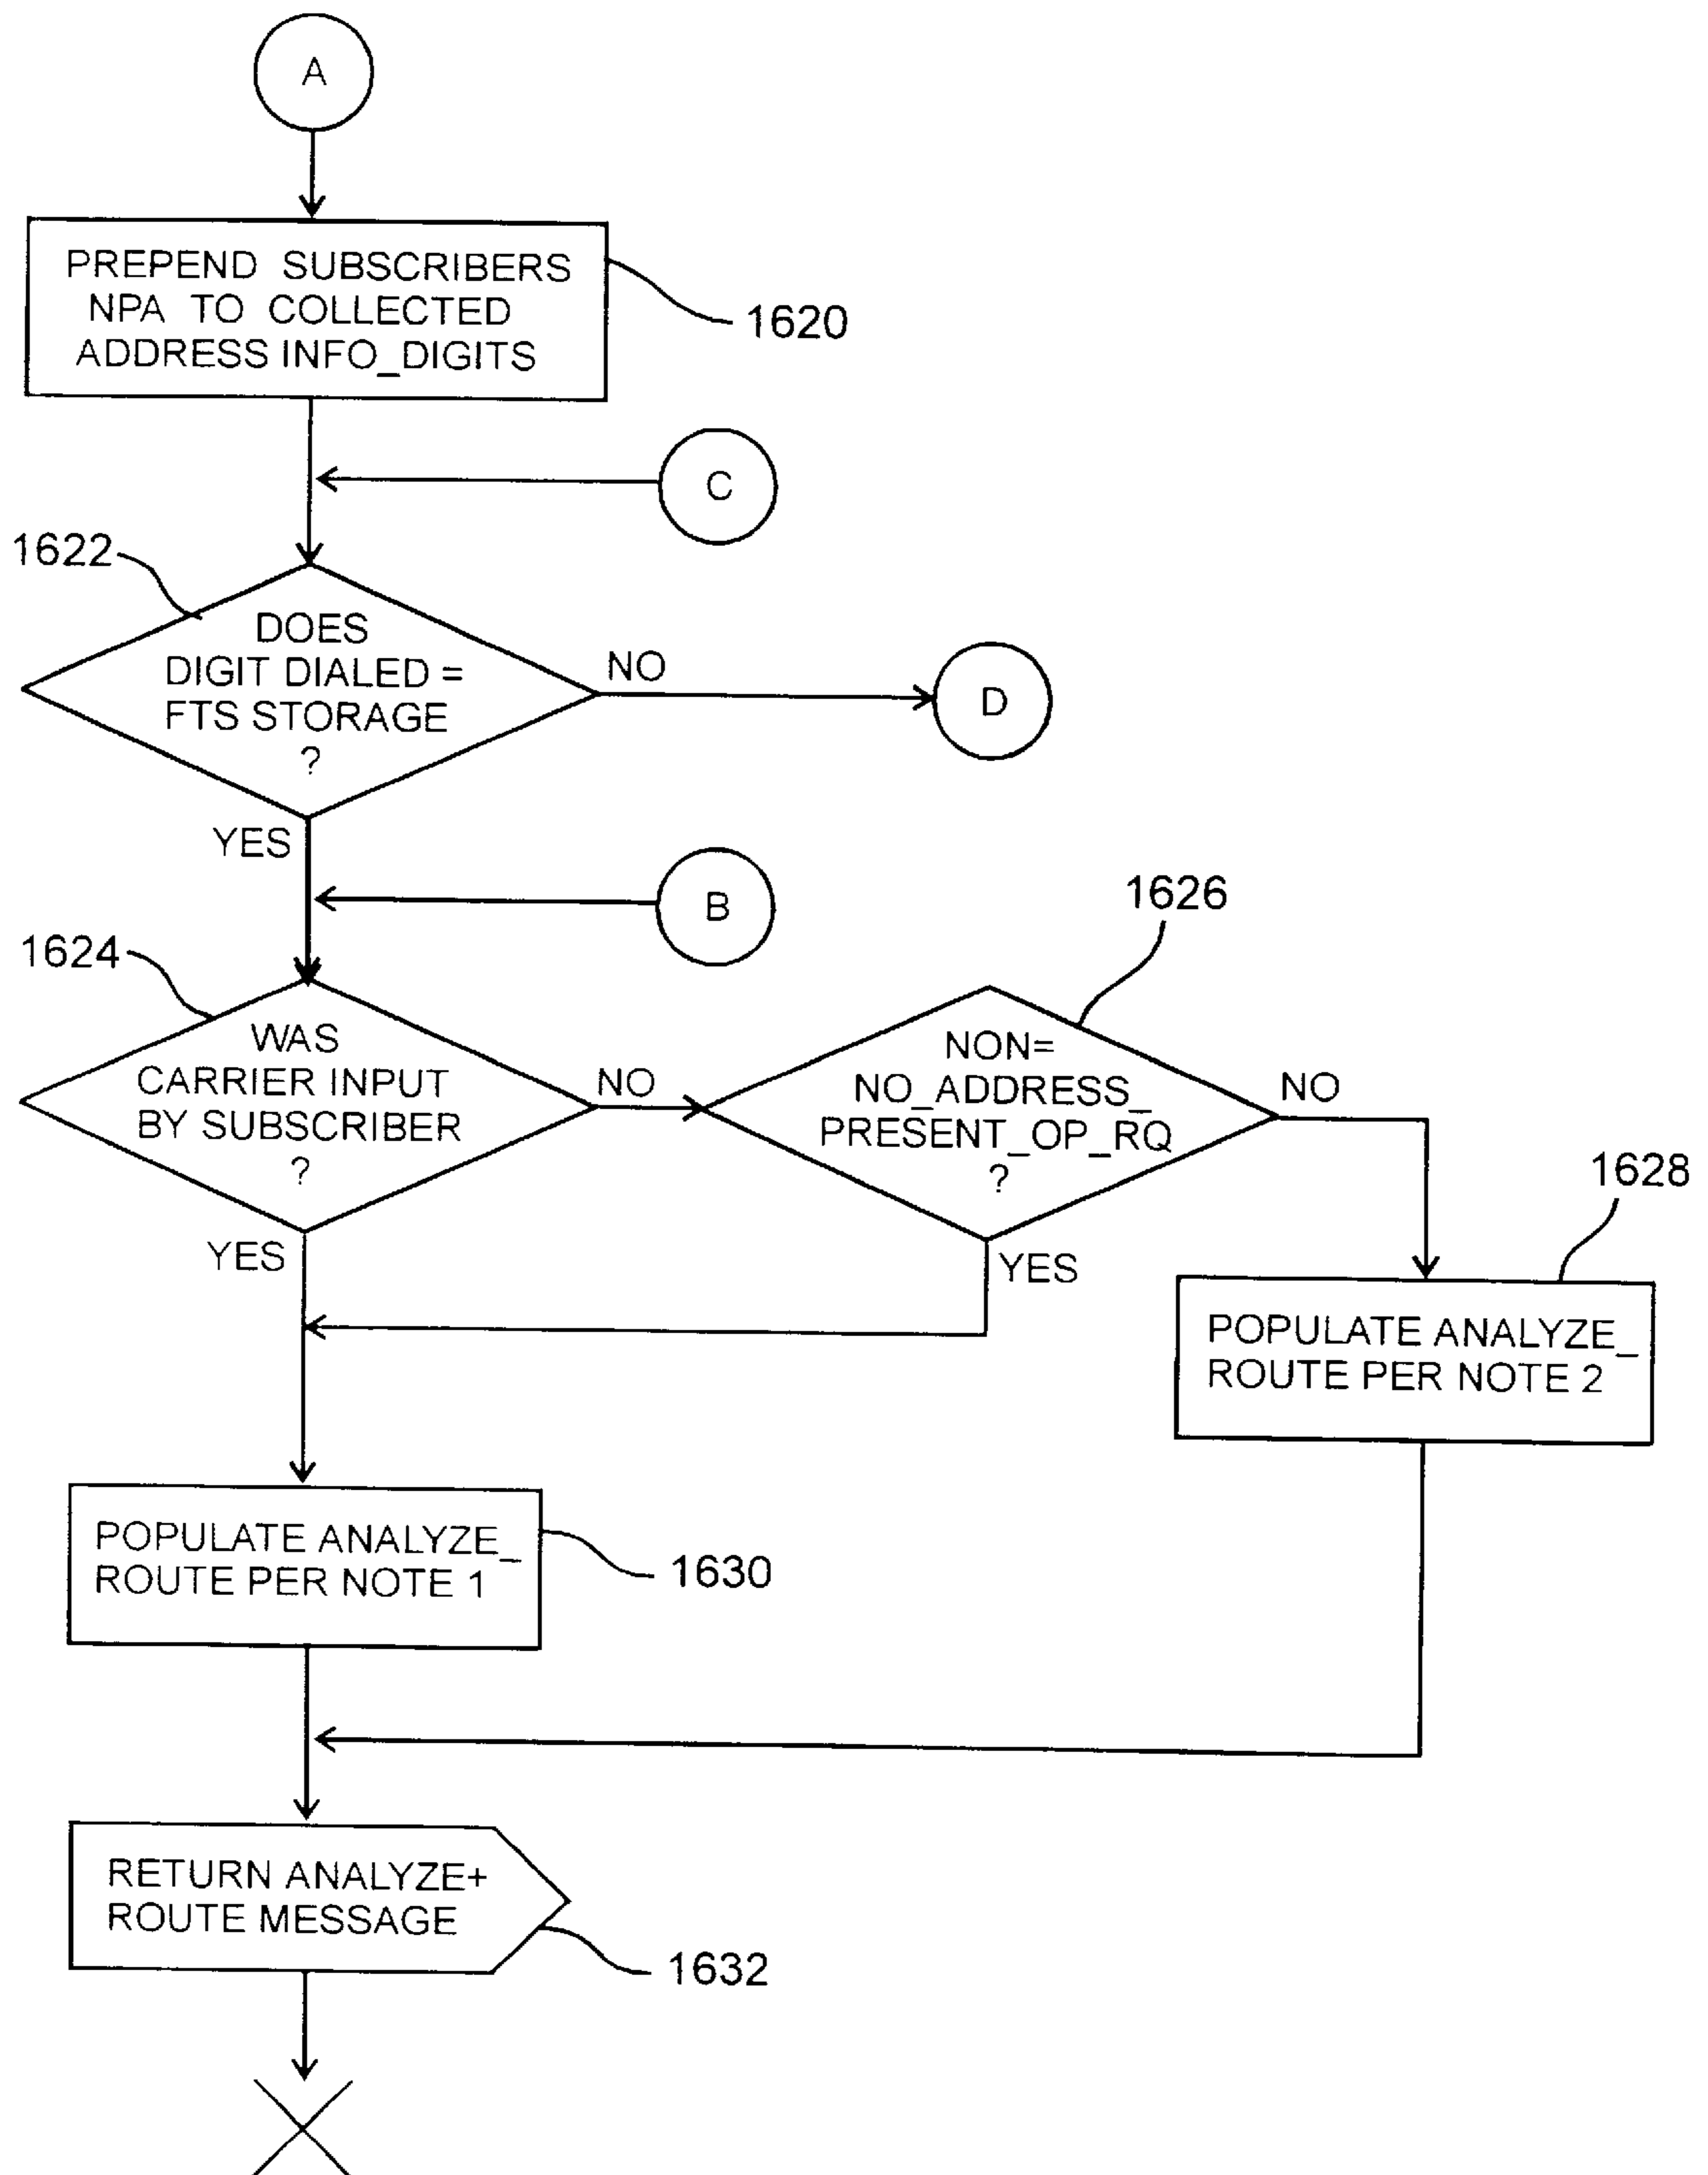 A
PREPEND SUBSCRIBERS
NPA TO COLLECTED
ADDRESS INFO_DIGITS
1620
C
1622
DOES
DIGIT DIALED =
FTS STORAGE
?
NO
D
YES
B
1624
WAS
CARRIER INPUT
BY SUBSCRIBER
?
NO
1626
NON=
NO_ADDRESS_
PRESENT_OP_RQ
?
NO
1628
YES
YES
POPULATE ANALYZE_
ROUTE PER NOTE 2
POPULATE ANALYZE_
ROUTE PER NOTE 1
1630
RETURN ANALYZE+
ROUTE MESSAGE
1632